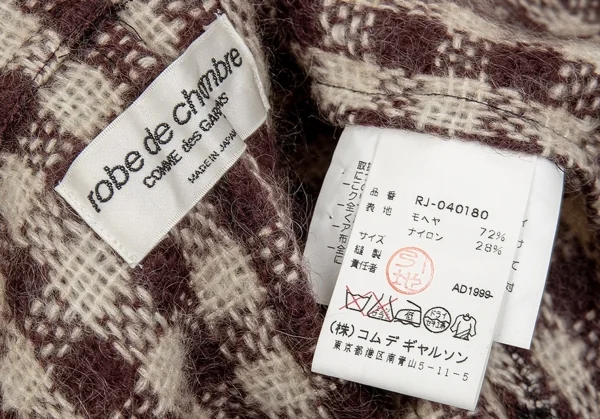 robe de chambre
COMME des GARÇONS
MADE IN JAPAN
品番 RJ-040180
表地 モヘヤ 72%
ナイロン 28%
サイズ
縫製
責任者
AD1999
(株)コム デ ギャルソン
東京都港区南青山5-11-5